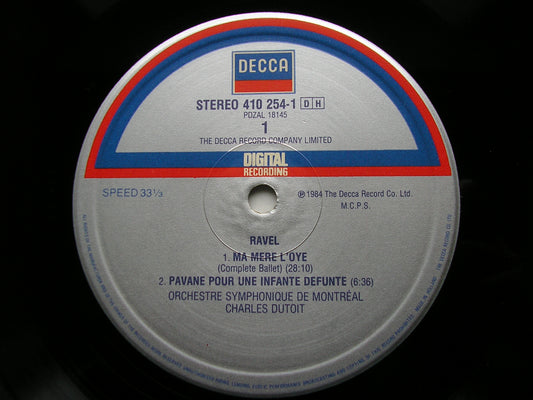 DECCA
STEREO 410 254-1 D H
PDZAL 18145
1
THE DECCA RECORD COMPANY LIMITED
DIGITAL
RECORDING
SPEED 33⅓
Ⓟ 1984 The Decca Record Co. Ltd.
M.C.P.S.
RAVEL
1. MA MERE L'OYE
(Complete Ballet) (28:10)
2. PAVANE POUR UNE INFANTE DEFUNTE (6:36)
ORCHESTRE SYMPHONIQUE DE MONTRÉAL
CHARLES DUTOIT